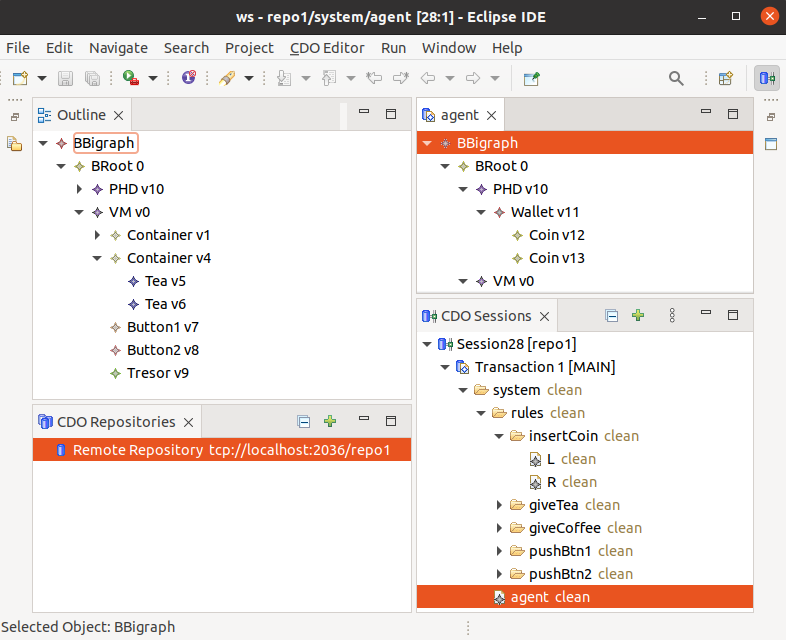 ws - repo1/system/agent [28:1] - Eclipse IDE
File Edit Navigate Search Project CDO Editor Run Window Help
Outline
BBigraph
BRoot 0
PHD v10
VM v0
Container v1
Container v4
Tea v5
Tea v6
Button1 v7
Button2 v8
Tresor v9
CDO Repositories
Remote Repository tcp://localhost:2036/repo1
agent
BBigraph
BRoot 0
PHD v10
Wallet v11
Coin v12
Coin v13
VM v0
CDO Sessions
Session28 [repo1]
Transaction 1 [MAIN]
system clean
rules clean
insertCoin clean
L clean
R clean
giveTea clean
giveCoffee clean
pushBtn1 clean
pushBtn2 clean
agent clean
Selected Object: BBigraph